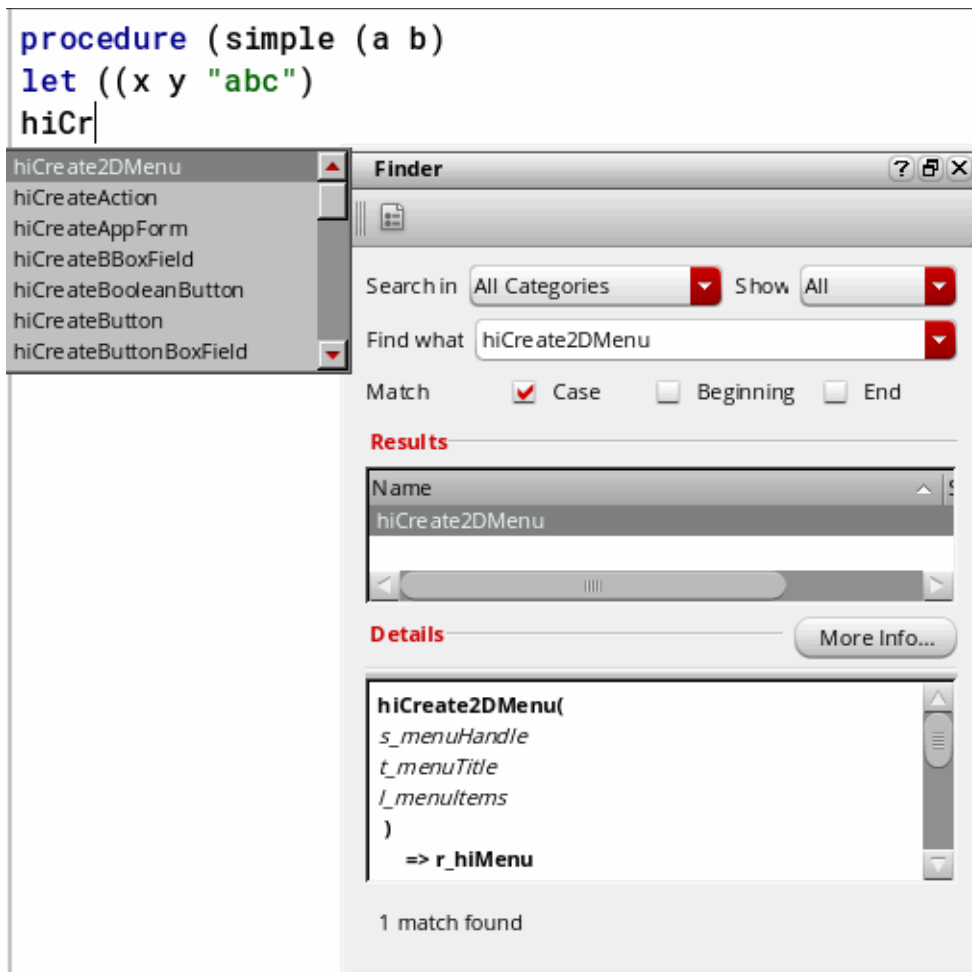 procedure (simple (a b)
let ((x y "abc")
hiCr
hiCreate2DMenu
hiCreateAction
hiCreateAppForm
hiCreateBBoxField
hiCreateBooleanButton
hiCreateButton
hiCreateButtonBoxField
Finder
Search in All Categories Show All
Find what hiCreate2DMenu
Match Case Beginning End
Results
Name
hiCreate2DMenu
Details More Info...
hiCreate2DMenu(
s_menuHandle
t_menuTitle
l_menuItems
)
=> r_hiMenu
1 match found